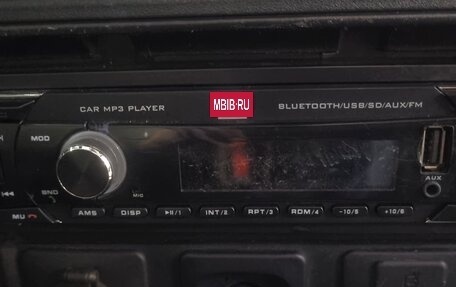 CAR MP3 PLAYER
MBIB.RU
BLUETOOTH/USB/SD/AUX/FM
MOD
BND
MIC
AUX
MU
AMS
DISP
INT/2
RPT/3
RDM/4
-10/5
+10/6